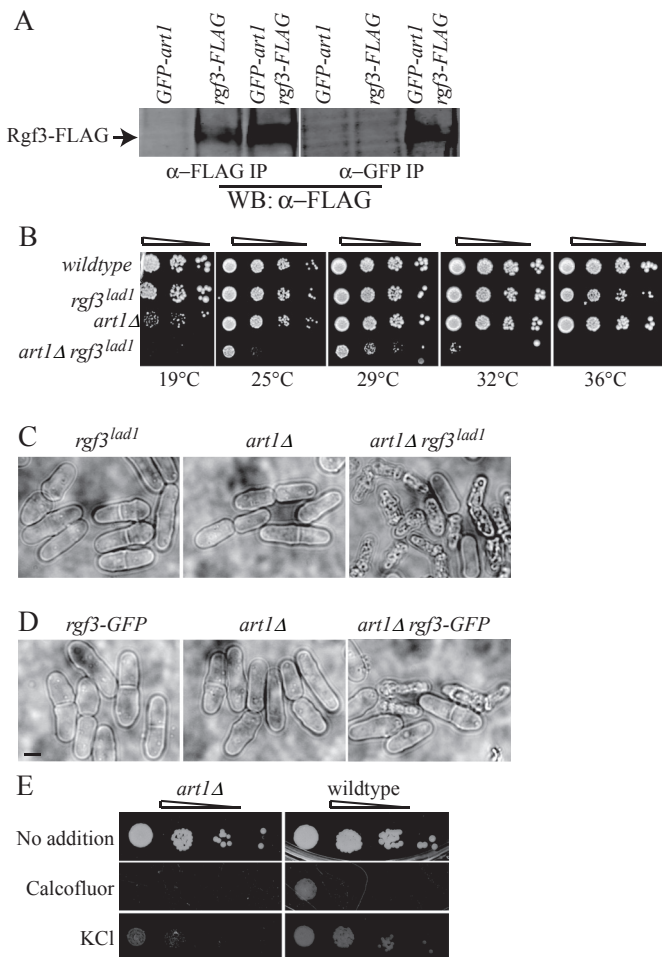 A
GFP-art1
rgf3-FLAG
GFP-art1
rgf3-FLAG
GFP-art1
rgf3-FLAG
GFP-art1
rgf3-FLAG
Rgf3-FLAG
α–FLAG IP
α–GFP IP
WB: α–FLAG
B
wildtype
rgf3lad1
art1Δ
art1Δ rgf3lad1
19°C 25°C 29°C 32°C 36°C
C
rgf3lad1 art1Δ art1Δ rgf3lad1
D
rgf3-GFP art1Δ art1Δ rgf3-GFP
E
art1Δ wildtype
No addition
Calcofluor
KCl